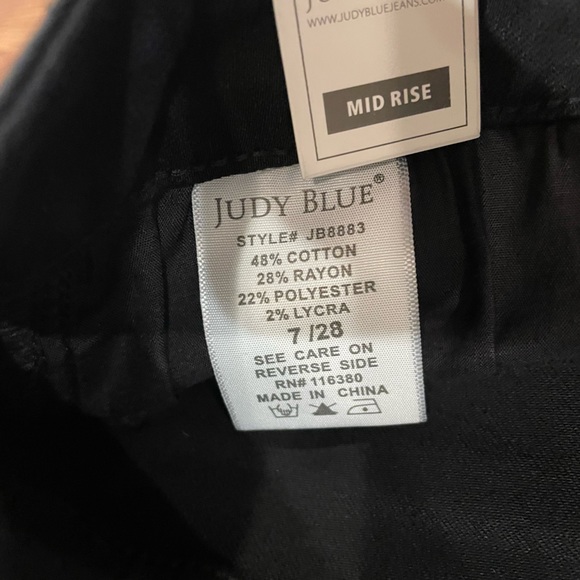 WWW.JUDYBLUEJEANS.COM
MID RISE
JUDY BLUE®
STYLE# JB8883
48% COTTON
28% RAYON
22% POLYESTER
2% LYCRA
7 /28
SEE CARE ON
REVERSE SIDE
RN# 116380
MADE IN CHINA